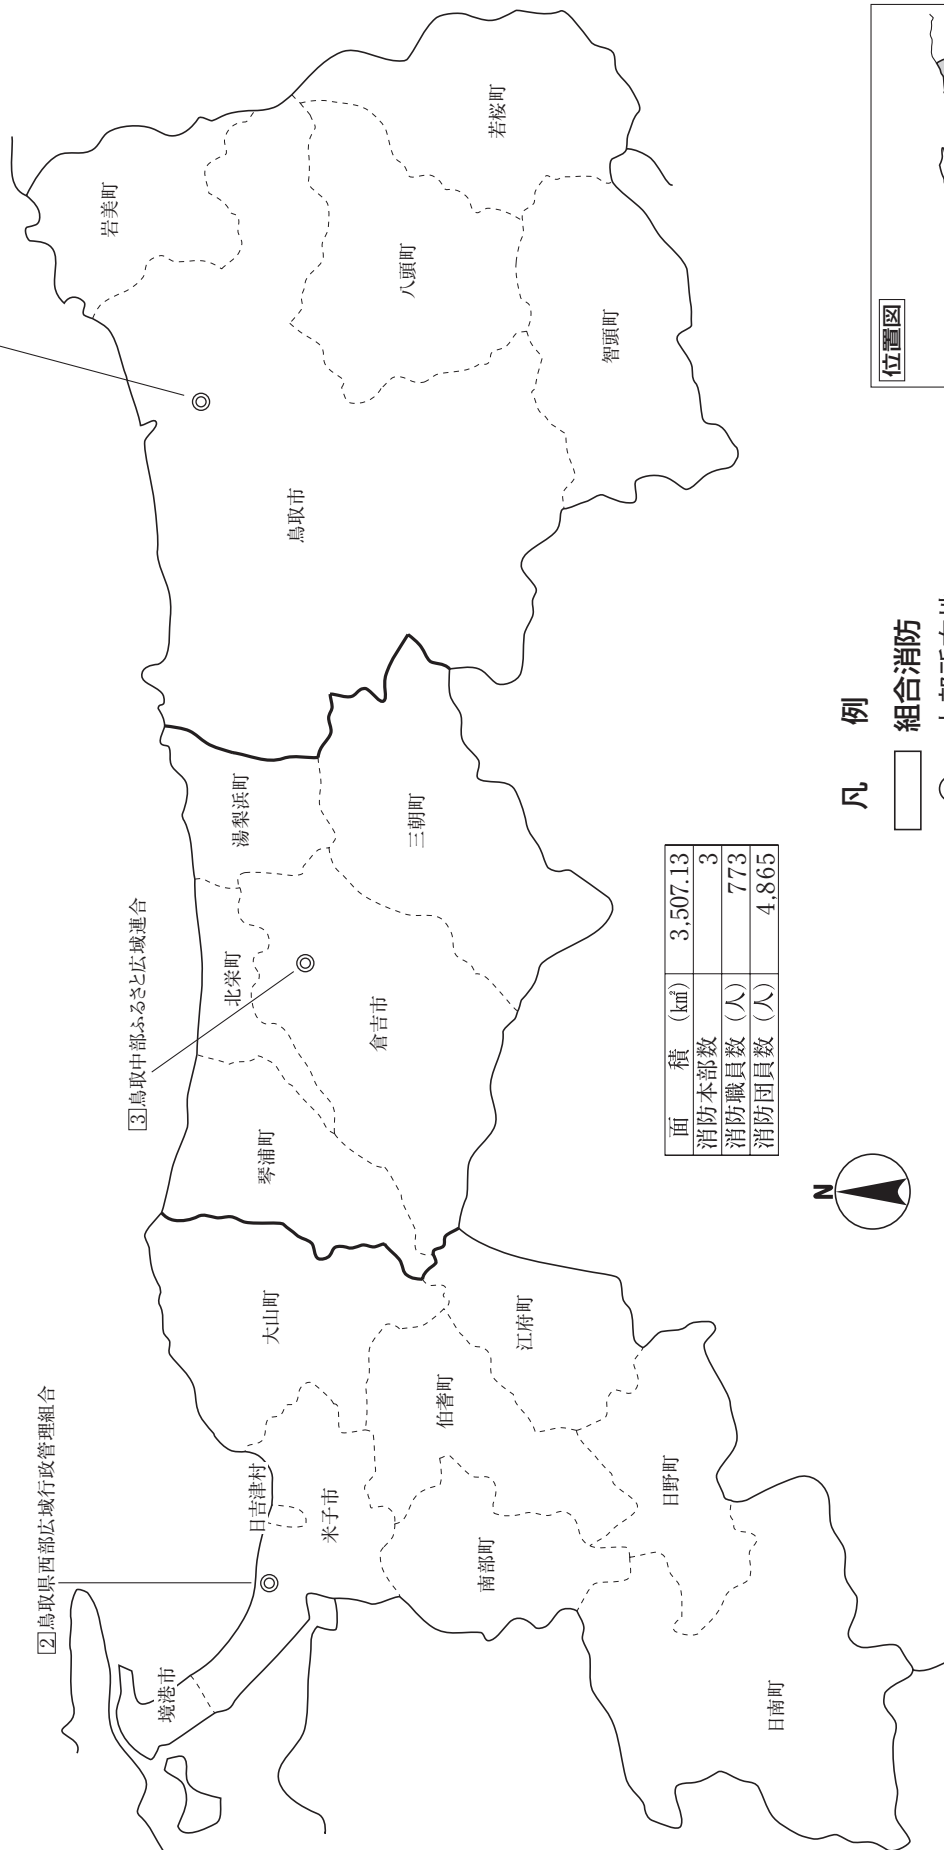 2鳥取県西部広域行政管理組合
3鳥取中部ふるさと広域連合
境港市
日吉津村
米子市
大山町
伯耆町
南部町
江府町
日野町
日南町
琴浦町
北栄町
湯梨浜町
倉吉市
三朝町
鳥取市
岩美町
八頭町
若桜町
智頭町
面積(㎢) 3,507.13
消防本部数 3
消防職員数(人) 773
消防団員数(人) 4,865
N
凡例
組合消防
位置図